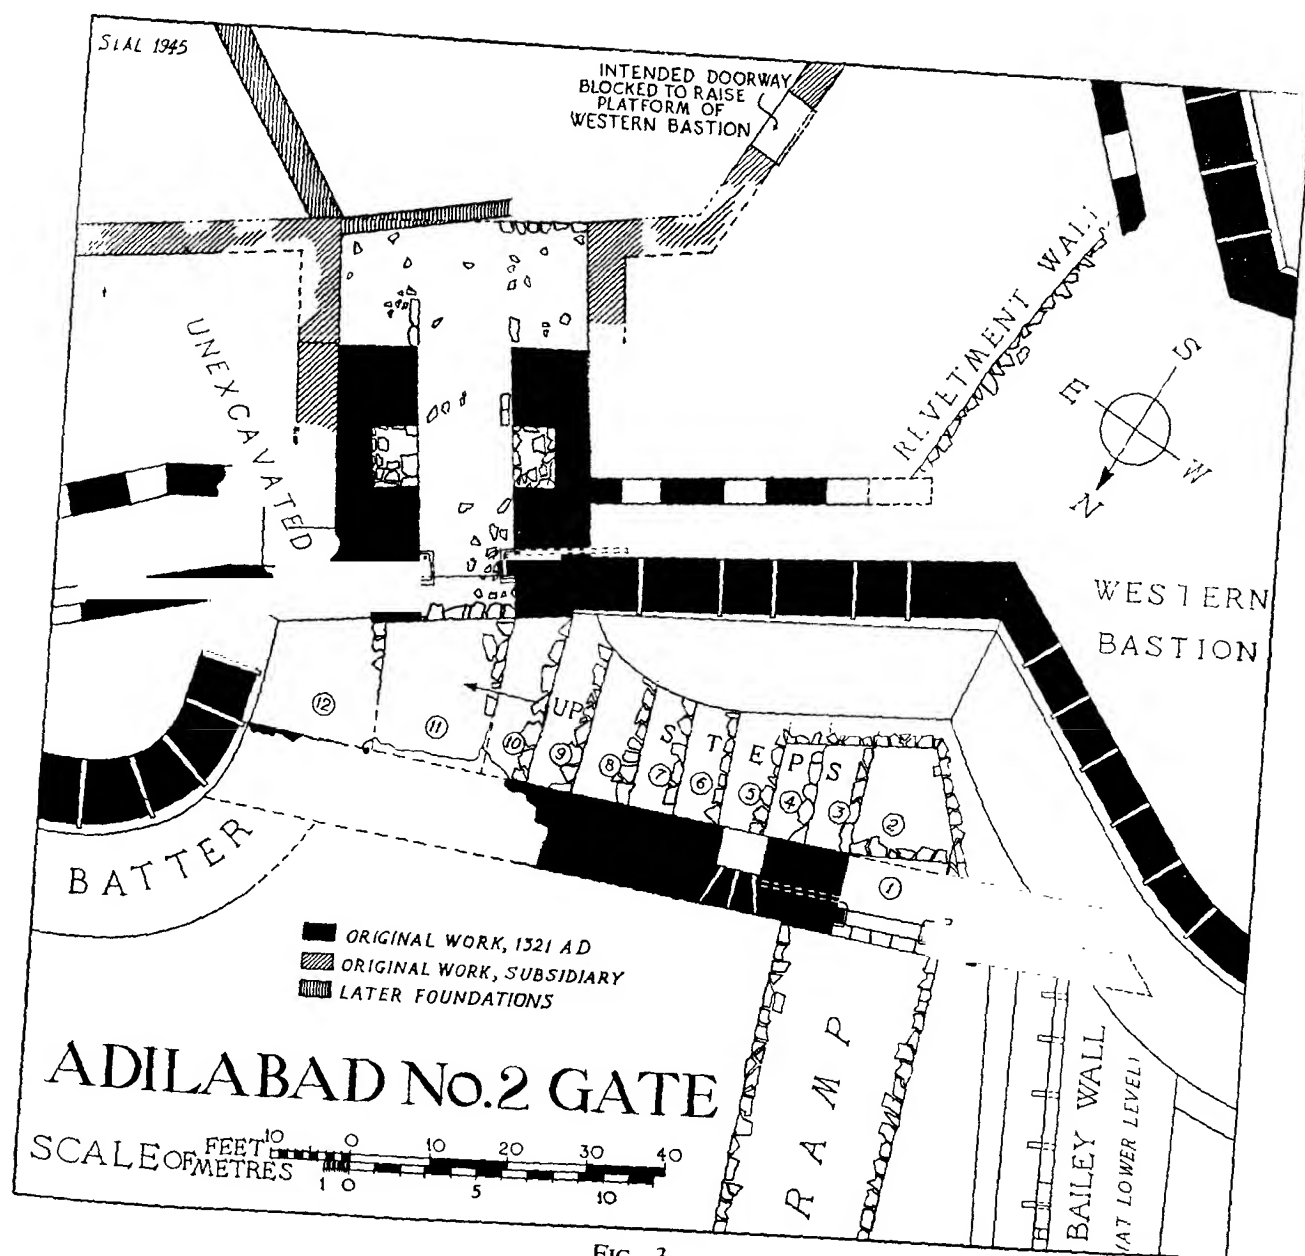 SIAL 1945
INTENDED DOORWAY
BLOCKED TO RAISE
PLATFORM OF
WESTERN BASTION
UNEXCAVATED
REVETMENT WALL
S
E
W
N
WESTERN
BASTION
UP
STEPS
12
11
10
9
8
7
6
5
4
3
2
1
BATTER
ORIGINAL WORK, 1321 AD
ORIGINAL WORK, SUBSIDIARY
LATER FOUNDATIONS
RAMP
BAILEY WALL
(AT LOWER LEVEL)
ADILABAD No.2 GATE
SCALE OF FEET 10 0 10 20 30 40
METRES 1 0 5 10
FIG.